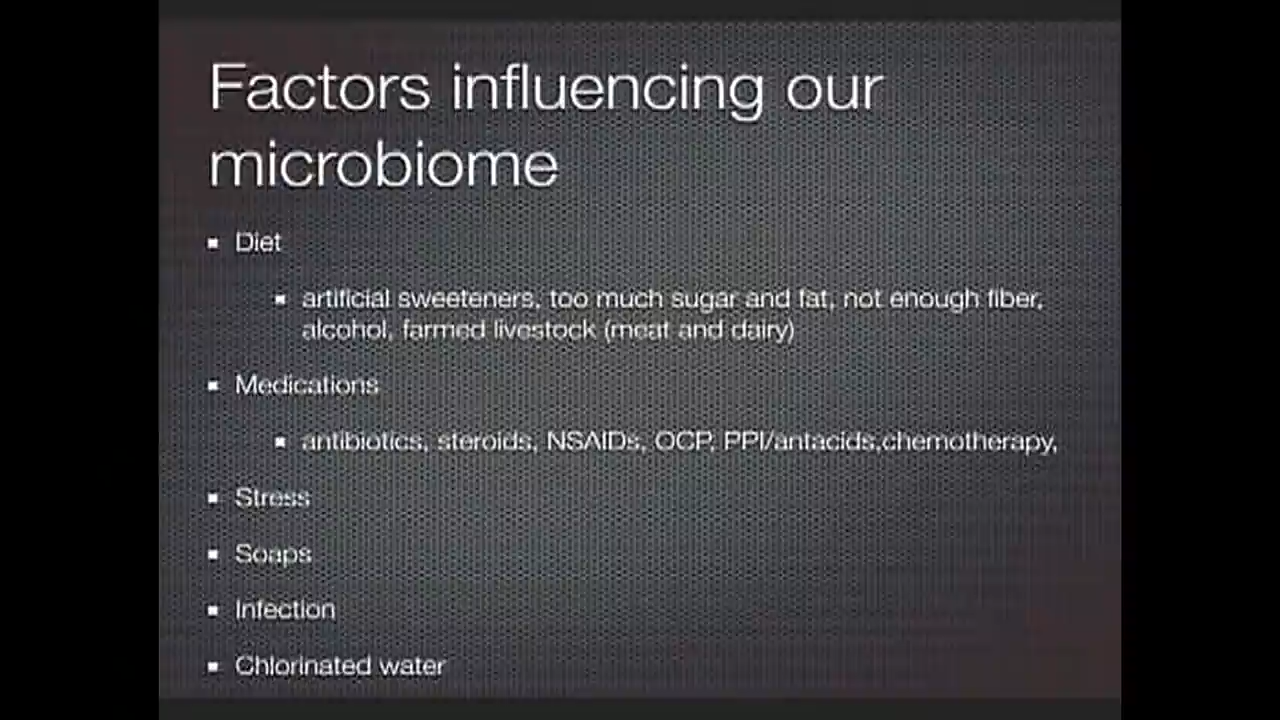 Factors influencing our
microbiome
Diet
artificial sweeteners, too much sugar and fat, not enough fiber,
alcohol, farmed livestock (meat and dairy)
Medications
antibiotics, steroids, NSAIDs, OCP, PPI/antacids,chemotherapy,
Stress
Soaps
Infection
Chlorinated water